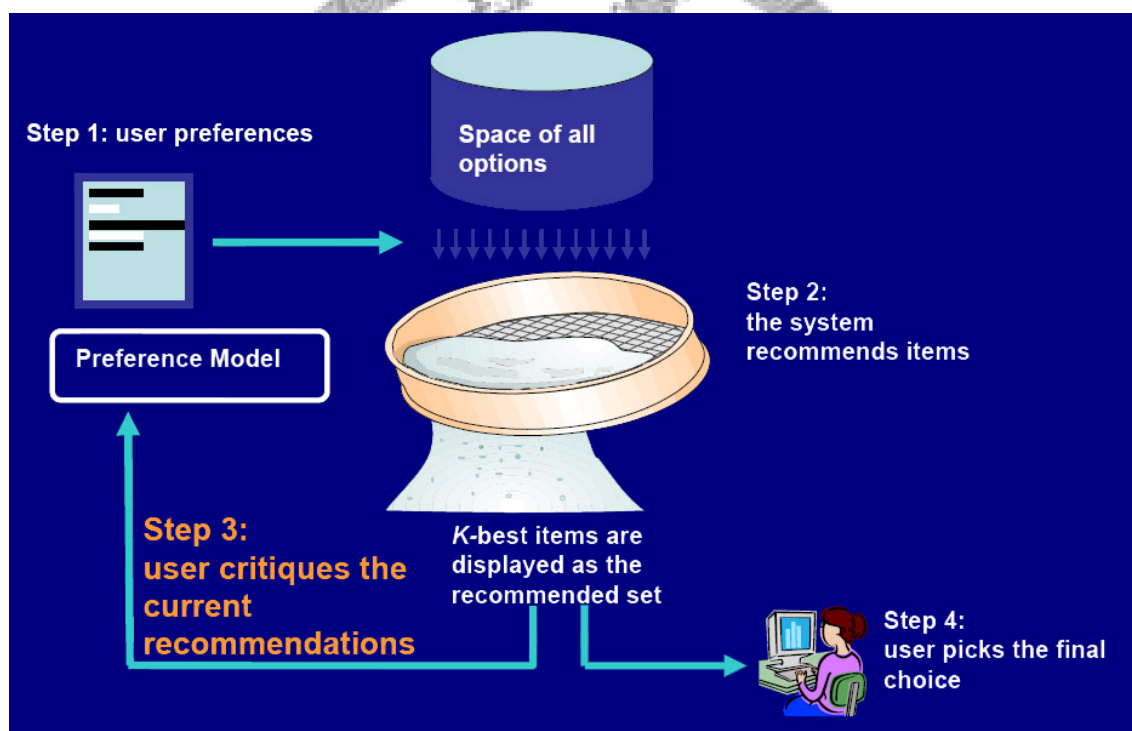 Step 1: user preferences
Space of all
options
Preference Model
Step 2:
the system
recommends items
Step 3:
user critiques the
current
recommendations
K-best items are
displayed as the
recommended set
Step 4:
user picks the final
choice